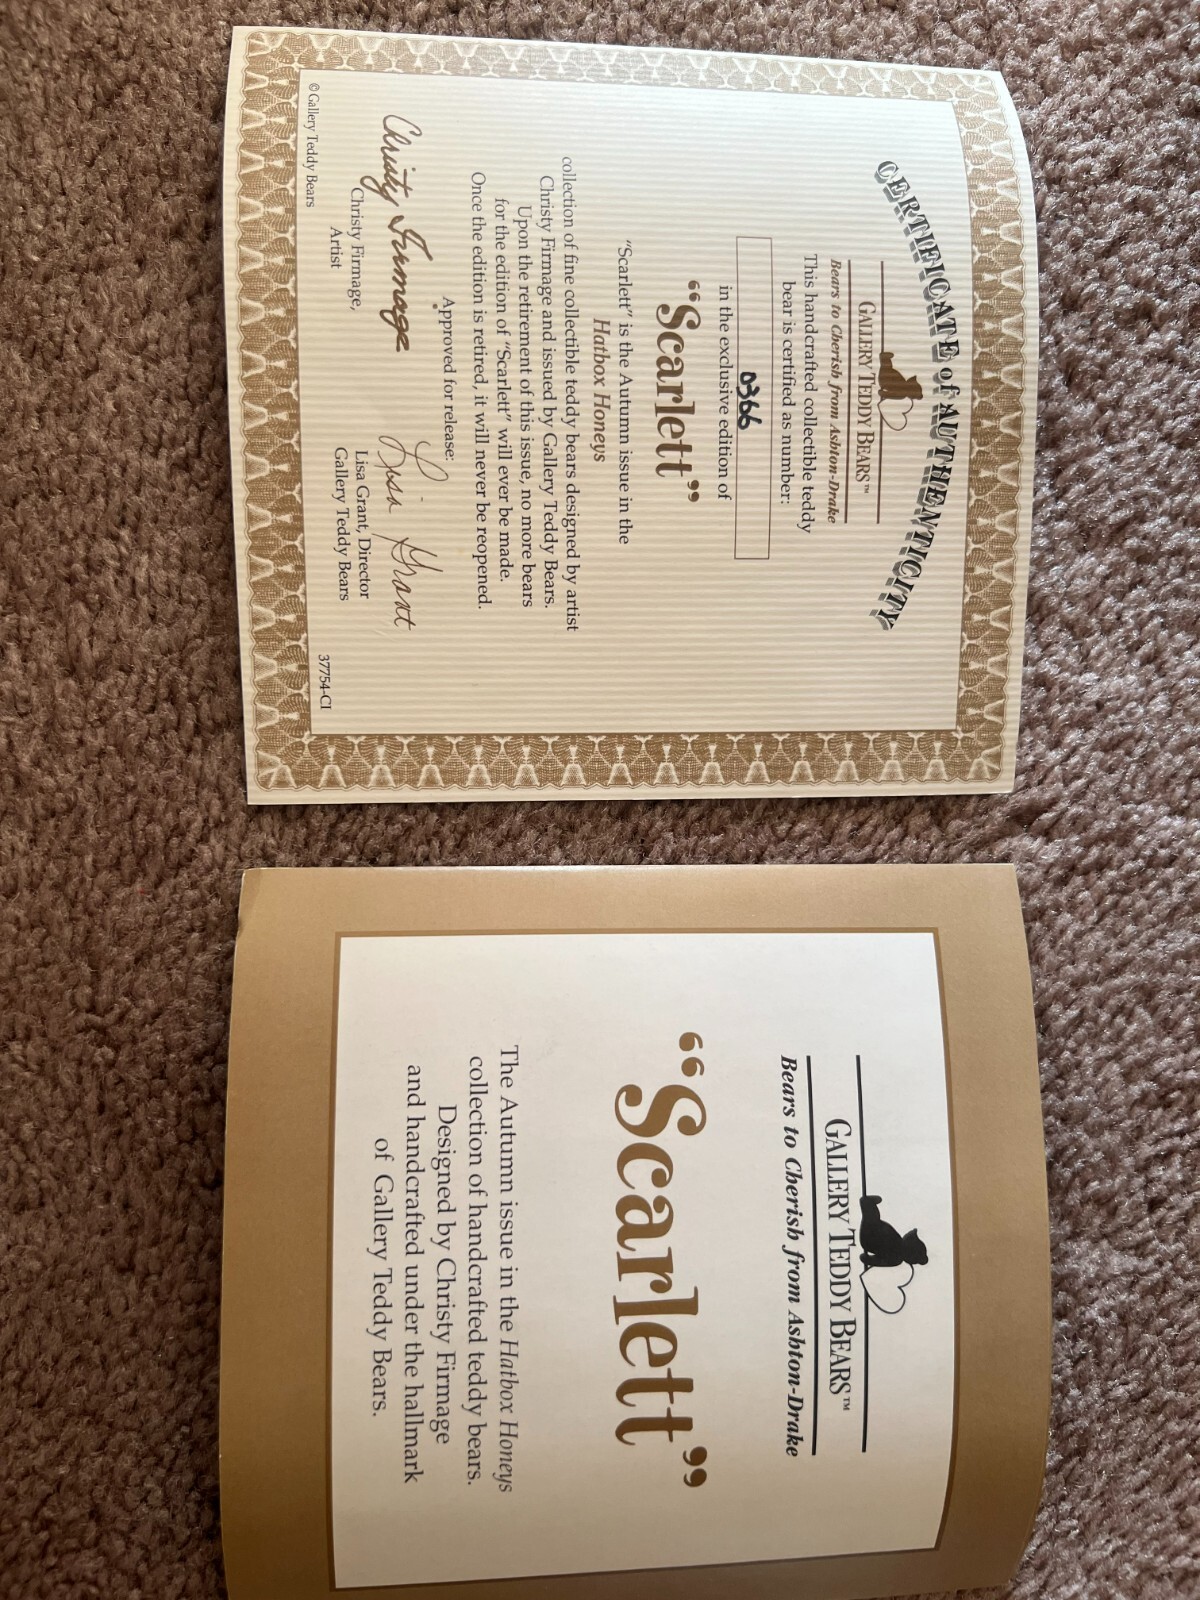 CERTIFICATE of AUTHENTICITY
GALLERY TEDDY BEARS™
Bears to Cherish from Ashton-Drake
This handcrafted collectible teddy
bear is certified as number:
0366
in the exclusive edition of
“Scarlett”
“Scarlett” is the Autumn issue in the
Hatbox Honeys
collection of fine collectible teddy bears designed by artist
Christy Firmage and issued by Gallery Teddy Bears.
Upon the retirement of this issue, no more bears
for the edition of “Scarlett” will ever be made.
Once the edition is retired, it will never be reopened.
Approved for release:
Christy Firmage
Lisa Grant
Christy Firmage,
Artist
Lisa Grant, Director
Gallery Teddy Bears
© Gallery Teddy Bears
37754-CI
GALLERY TEDDY BEARS™
Bears to Cherish from Ashton-Drake
“Scarlett”
The Autumn issue in the Hatbox Honeys
collection of handcrafted teddy bears.
Designed by Christy Firmage
and handcrafted under the hallmark
of Gallery Teddy Bears.